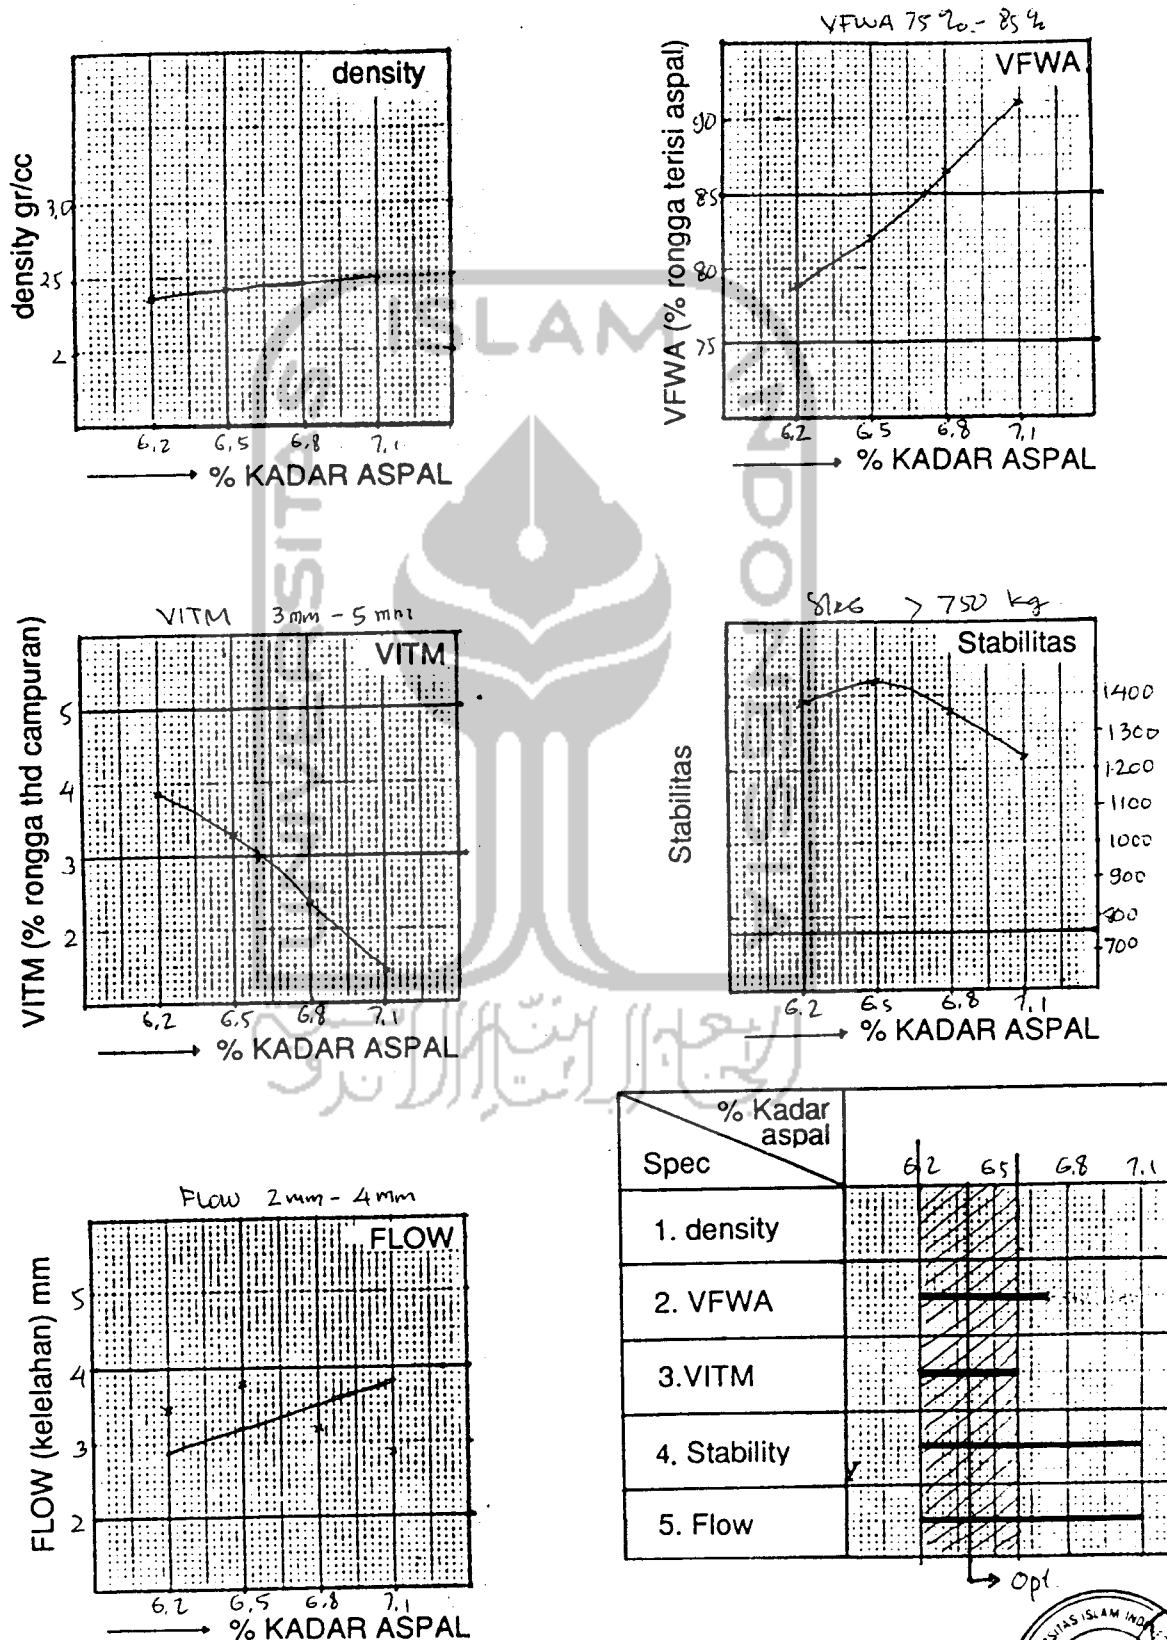 density
density gr/cc
3,0
25
2
6,2 6,5 6,8 7,1
% KADAR ASPAL
VFWA 75% - 85%
VFWA
VFWA (% rongga terisi aspal)
90
85
80
75
6.2 6.5 6.8 7.1
% KADAR ASPAL
VITM 3mm - 5mm
VITM
VITM (% rongga thd campuran)
5
4
3
2
6,2 6,5 6,8 7,1
% KADAR ASPAL
> 750 kg
Stabilitas
Stabilitas
1400
1300
1200
1100
1000
900
800
700
6.2 6.5 6.8 7.1
% KADAR ASPAL
FLOW 2mm - 4mm
FLOW
FLOW (kelelahan) mm
5
4
3
2
6.2 6,5 6,8 7,1
% KADAR ASPAL
% Kadar
aspal
Spec
6,2 6,5 6.8 7.1
1. density
2. VFWA
3.VITM
4. Stability
5. Flow
Opt.
UNIVERSITAS ISLAM INDONESIA